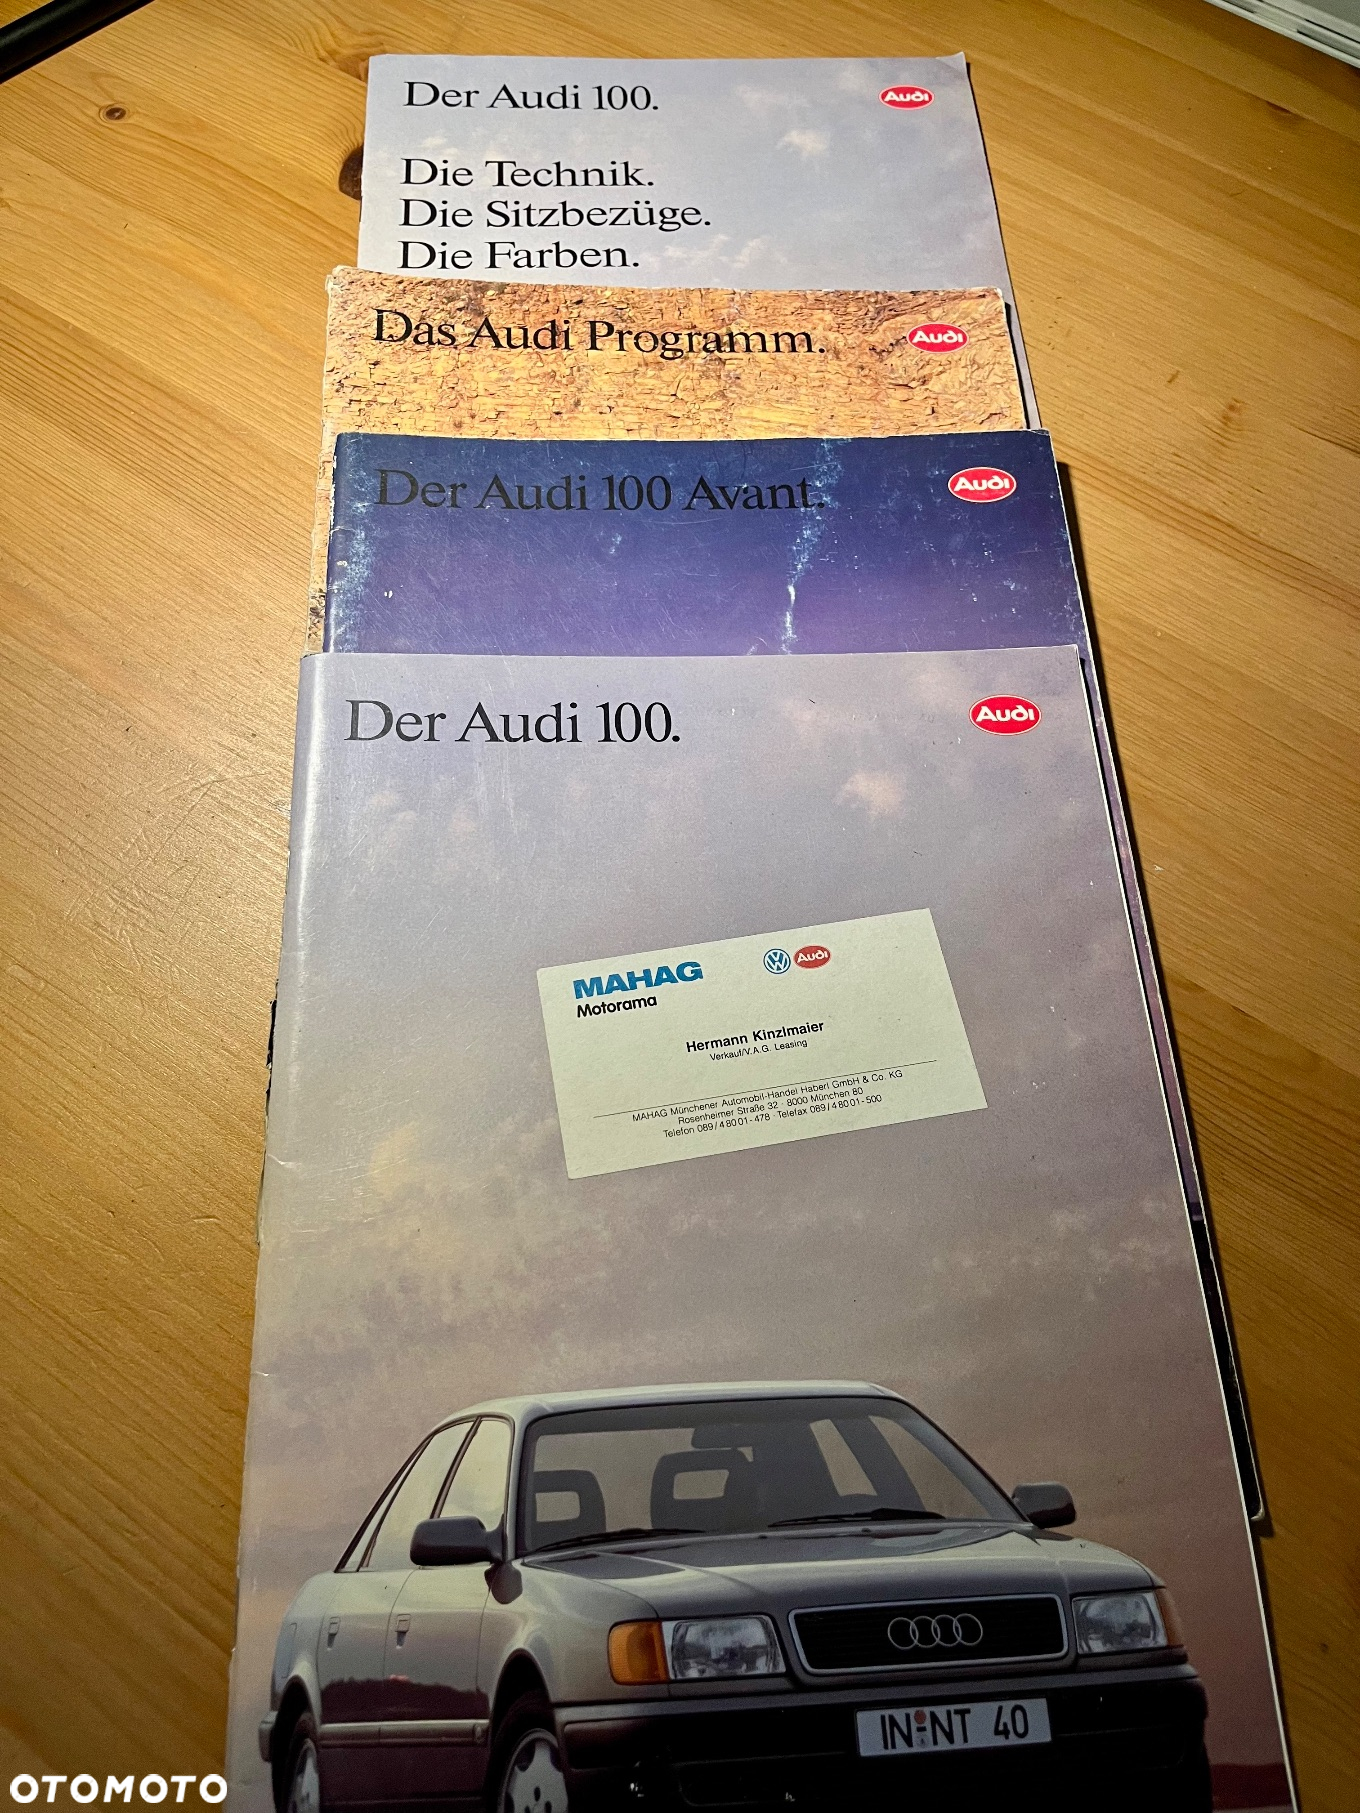 Der Audi 100.
Audi
Die Technik.
Die Sitzbezüge.
Die Farben.
Das Audi Programm.
Audi
Der Audi 100 Avant.
Audi
Der Audi 100.
Audi
MAHAG
Motorama
VW
Audi
Hermann Kinzlmaier
Verkauf/V.A.G. Leasing
MAHAG Münchener Automobil-Handel Haberl GmbH & Co. KG
Rosenheimer Straße 32 · 8000 München 80
Telefon 089/48001-478 · Telefax 089/48001-500
IN NT 40
OTOMOTO